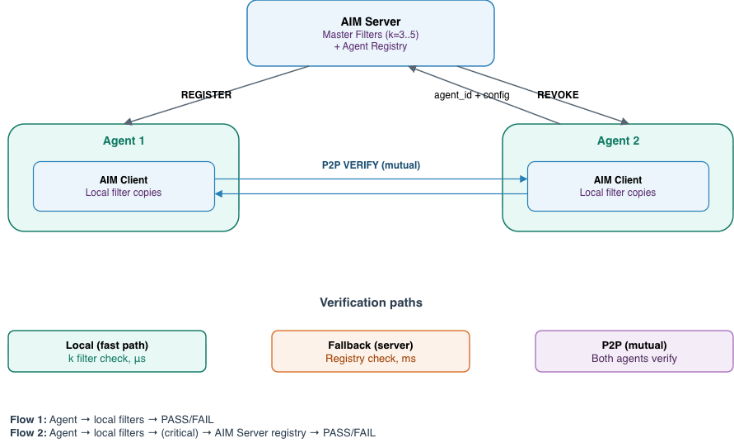 AIM Server
Master Filters (k=3..5)
+ Agent Registry
REGISTER
agent_id + config
REVOKE
Agent 1
Agent 2
AIM Client
Local filter copies
P2P VERIFY (mutual)
AIM Client
Local filter copies
Verification paths
Local (fast path)
k filter check, µs
Fallback (server)
Registry check, ms
P2P (mutual)
Both agents verify
Flow 1: Agent → local filters → PASS/FAIL
Flow 2: Agent → local filters → (critical) → AIM Server registry → PASS/FAIL